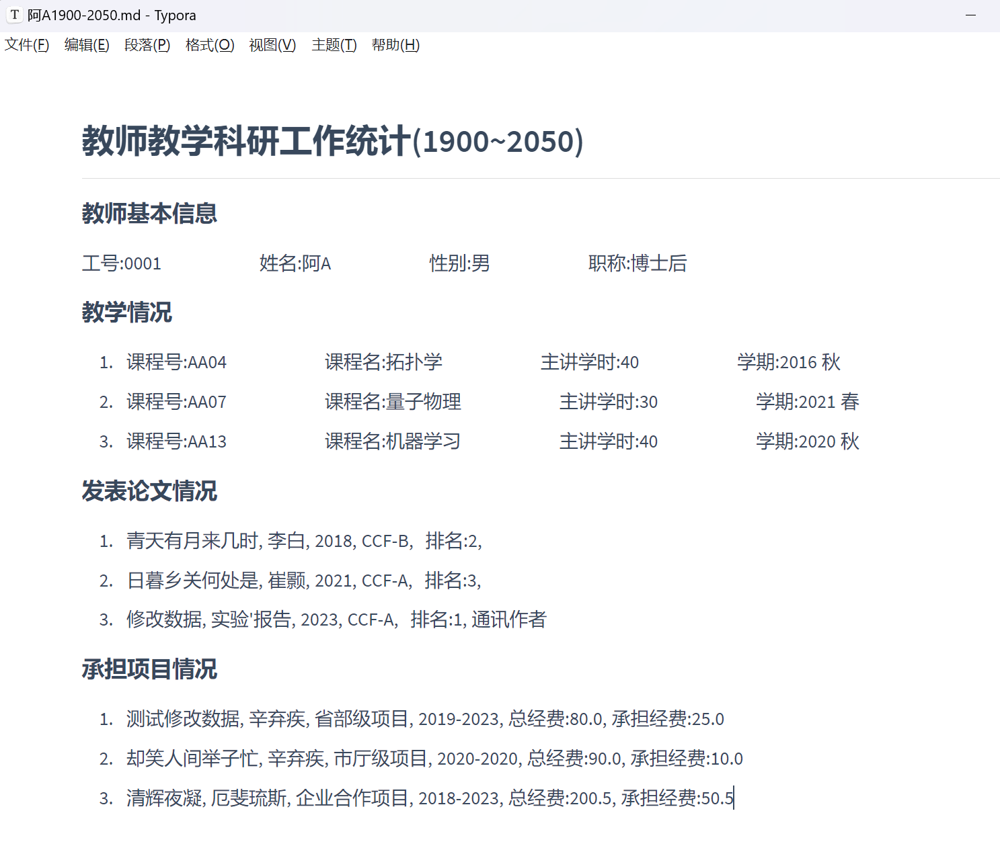 T 阿A1900-2050.md - Typora
文件(F) 编辑(E) 段落(P) 格式(O) 视图(V) 主题(T) 帮助(H)
教师教学科研工作统计(1900~2050)
教师基本信息
工号:0001 姓名:阿A 性别:男 职称:博士后
教学情况
1. 课程号:AA04 课程名:拓扑学 主讲学时:40 学期:2016 秋
2. 课程号:AA07 课程名:量子物理 主讲学时:30 学期:2021 春
3. 课程号:AA13 课程名:机器学习 主讲学时:40 学期:2020 秋
发表论文情况
1. 青天有月来几时, 李白, 2018, CCF-B, 排名:2,
2. 日暮乡关何处是, 崔颢, 2021, CCF-A, 排名:3,
3. 修改数据, 实验'报告, 2023, CCF-A, 排名:1, 通讯作者
承担项目情况
1. 测试修改数据, 辛弃疾, 省部级项目, 2019-2023, 总经费:80.0, 承担经费:25.0
2. 却笑人间举子忙, 辛弃疾, 市厅级项目, 2020-2020, 总经费:90.0, 承担经费:10.0
3. 清辉夜凝, 厄斐琉斯, 企业合作项目, 2018-2023, 总经费:200.5, 承担经费:50.5